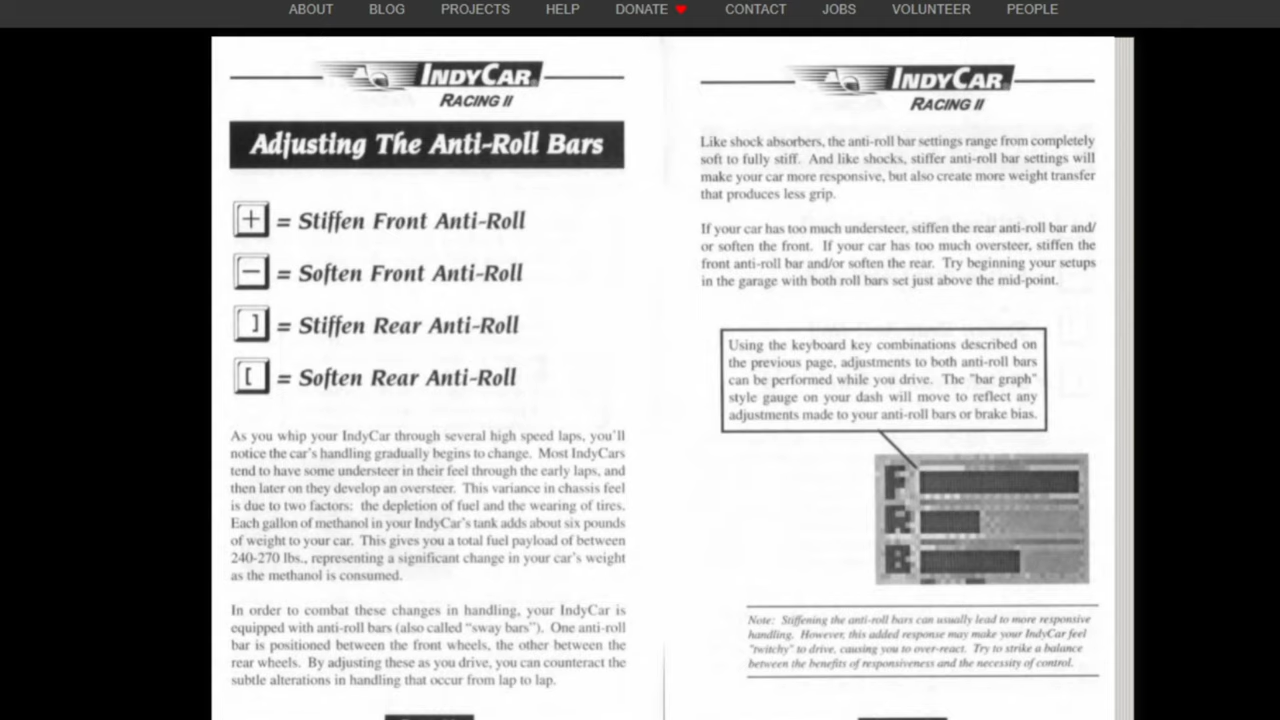 ABOUT BLOG PROJECTS HELP DONATE CONTACT JOBS VOLUNTEER PEOPLE
INDYCAR
RACING II
Adjusting The Anti-Roll Bars
+ = Stiffen Front Anti-Roll
- = Soften Front Anti-Roll
] = Stiffen Rear Anti-Roll
[ = Soften Rear Anti-Roll
As you whip your IndyCar through several high speed laps, you'll
notice the car's handling gradually begins to change. Most IndyCars
tend to have some understeer in their feel through the early laps, and
then later on they develop an oversteer. This variance in chassis feel
is due to two factors: the depletion of fuel and the wearing of tires.
Each gallon of methanol in your IndyCar's tank adds about six pounds
of weight to your car. This gives you a total fuel payload of between
240-270 lbs., representing a significant change in your car's weight
as the methanol is consumed.
In order to combat these changes in handling, your IndyCar is
equipped with anti-roll bars (also called "sway bars"). One anti-roll
bar is positioned between the front wheels, the other between the
rear wheels. By adjusting these as you drive, you can counteract the
subtle alterations in handling that occur from lap to lap.
INDYCAR
RACING II
Like shock absorbers, the anti-roll bar settings range from completely
soft to fully stiff. And like shocks, stiffer anti-roll bar settings will
make your car more responsive, but also create more weight transfer
that produces less grip.
If your car has too much understeer, stiffen the rear anti-roll bar and/
or soften the front. If your car has too much oversteer, stiffen the
front anti-roll bar and/or soften the rear. Try beginning your setups
in the garage with both roll bars set just above the mid-point.
Using the keyboard key combinations described on
the previous page, adjustments to both anti-roll bars
can be performed while you drive. The "bar graph"
style gauge on your dash will move to reflect any
adjustments made to your anti-roll bars or brake bias.
F
R
B
Note: Stiffening the anti-roll bars can usually lead to more responsive
handling. However, this added response may make your IndyCar feel
"twitchy" to drive, causing you to over-react. Try to strike a balance
between the benefits of responsiveness and the necessity of control.